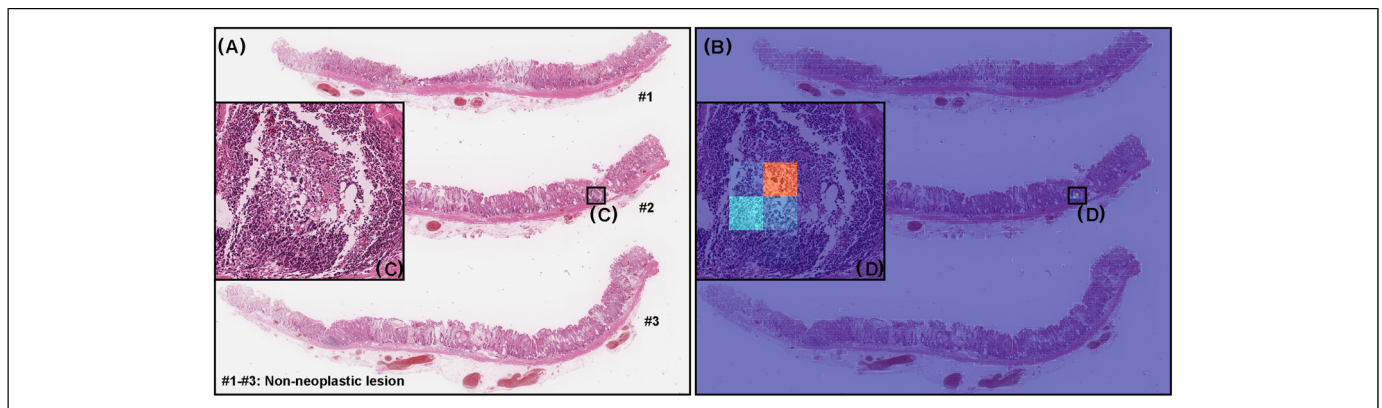 (A)
#1
(C)
#2
(C)
#3
#1-#3: Non-neoplastic lesion
(B)
(D)
(D)